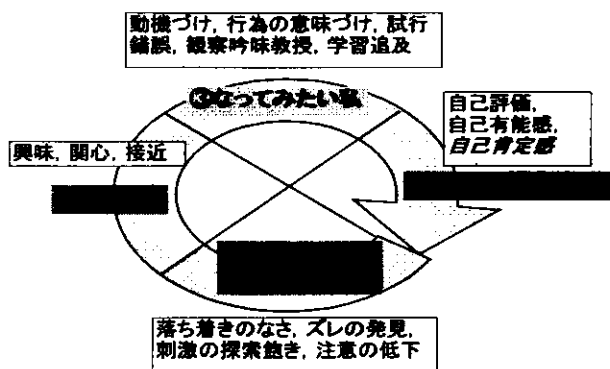 動機づけ, 行為の意味づけ, 試行
錯誤, 観察吟味教授, 学習追及
③なってみたい私
自己評価,
自己有能感,
自己肯定感
興味, 関心, 接近
落ち着きのなさ, ズレの発見,
刺激の探索飽き, 注意の低下